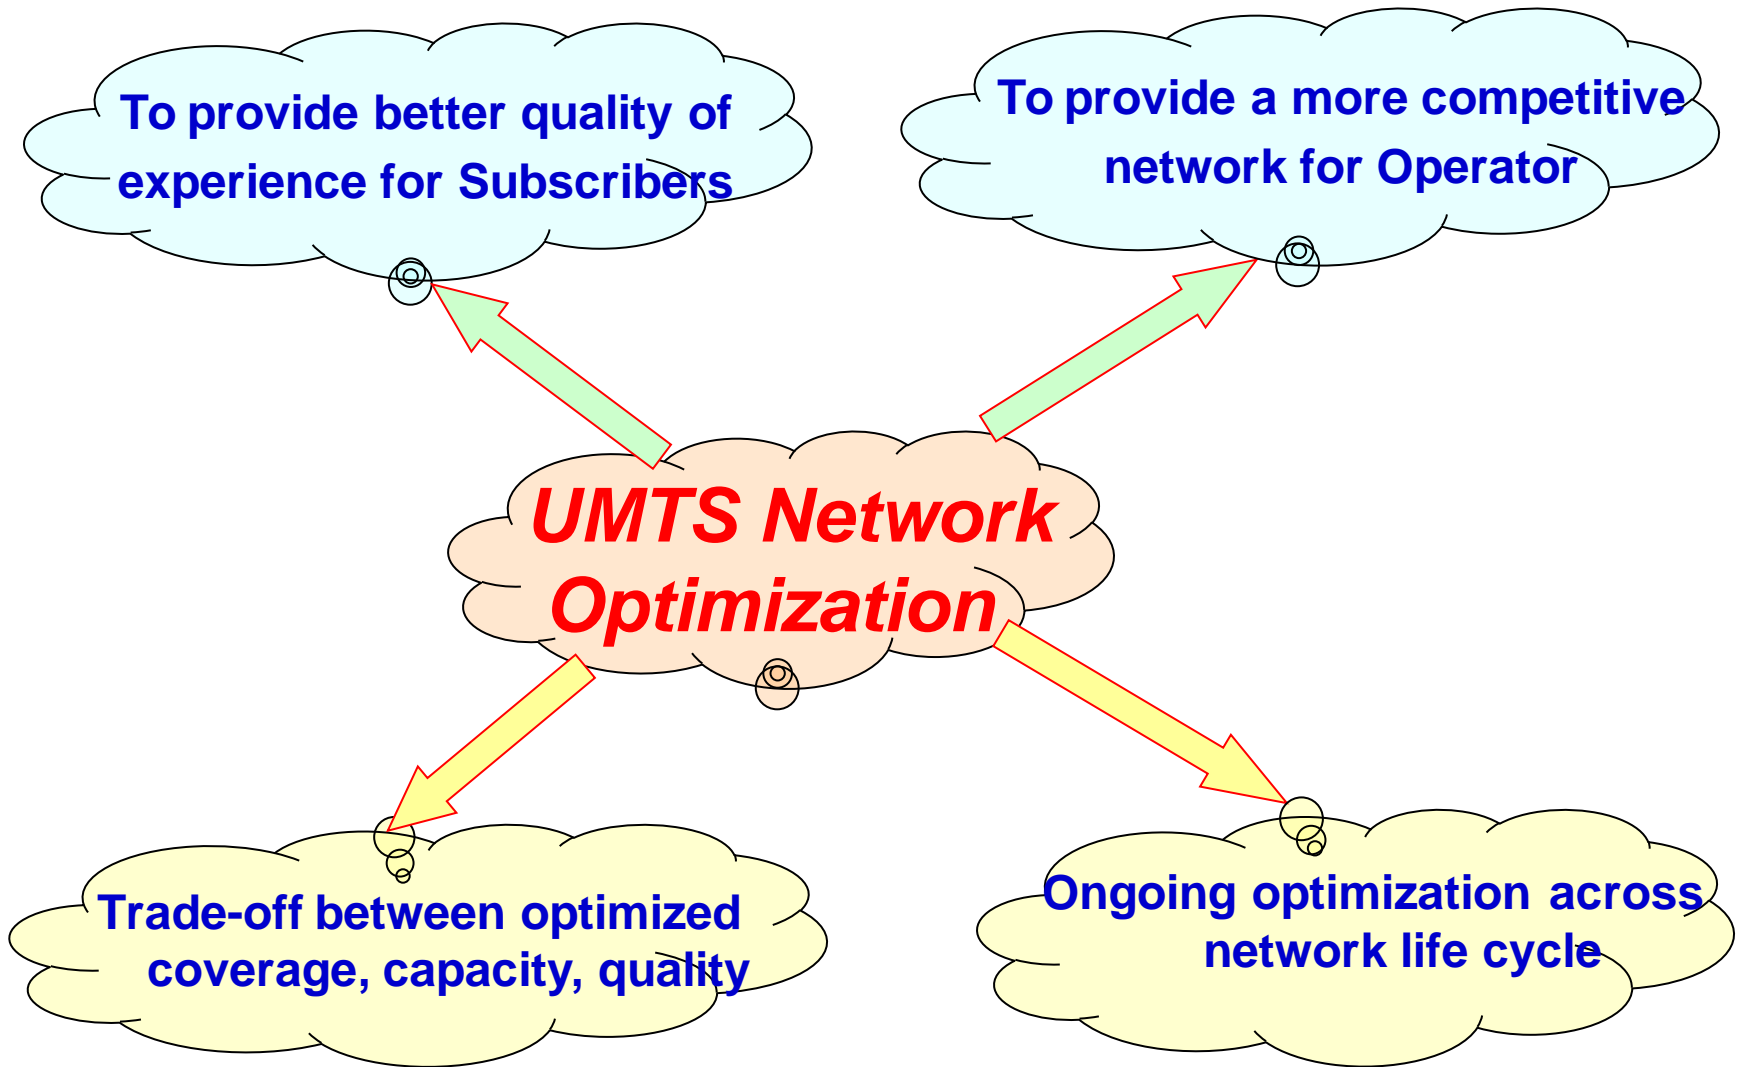 To provide better quality of
experience for Subscribers
To provide a more competitive
network for Operator
UMTS Network
Optimization
Trade-off between optimized
coverage, capacity, quality
Ongoing optimization across
network life cycle